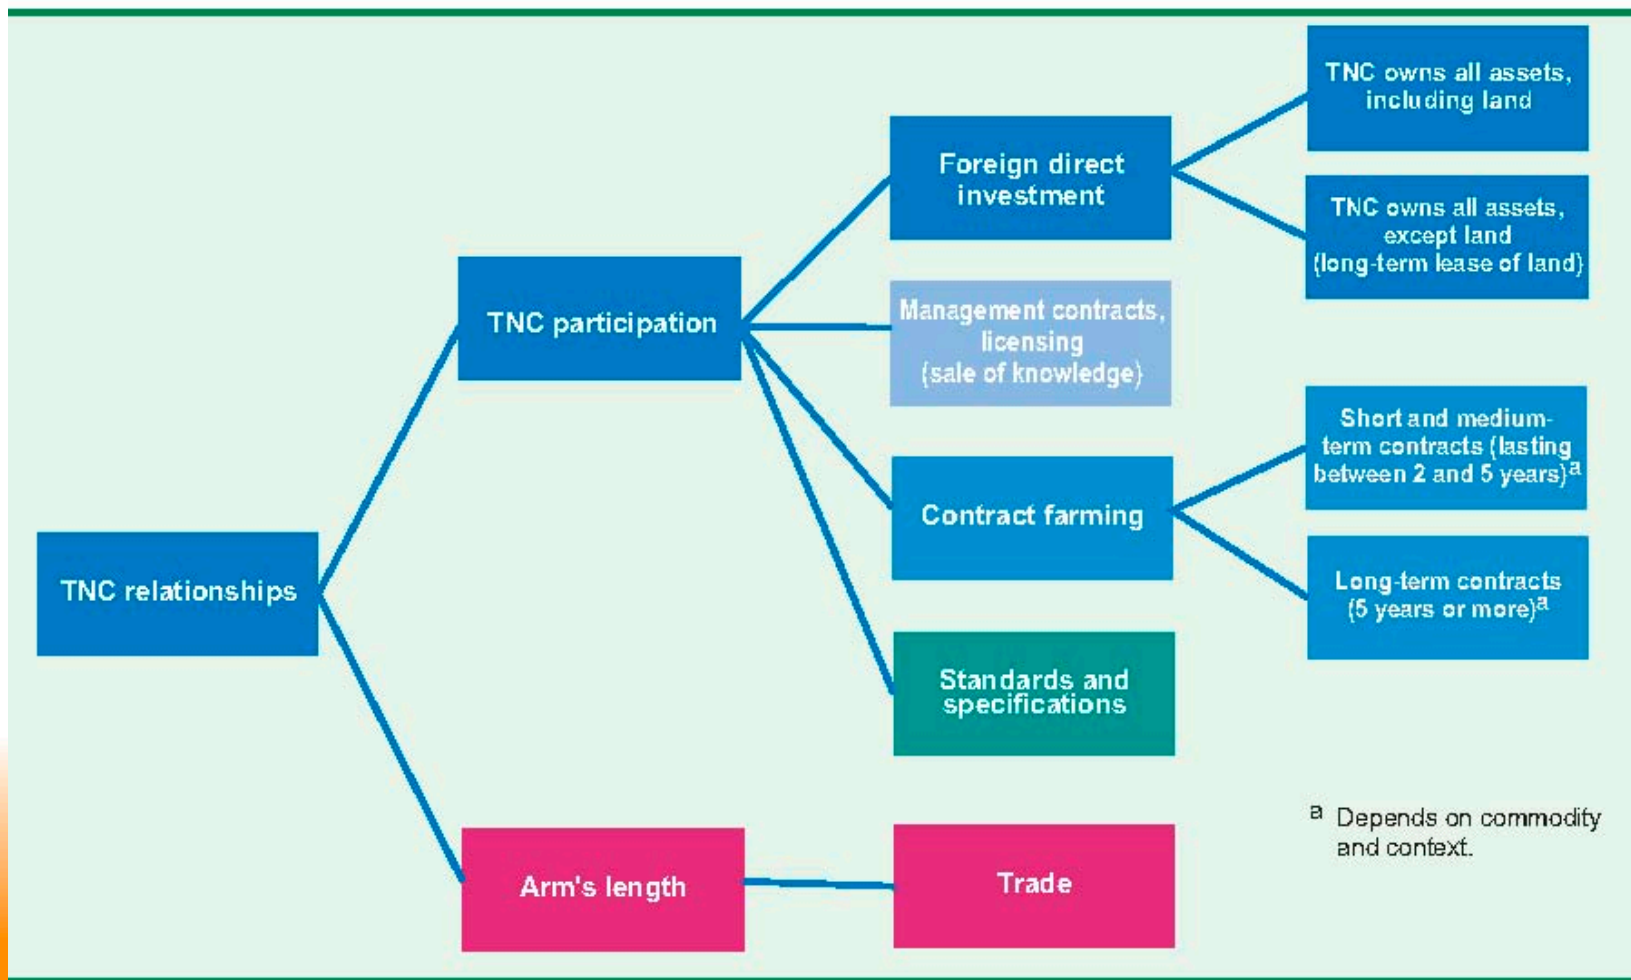 TNC relationships
TNC participation
Foreign direct
investment
TNC owns all assets,
including land
TNC owns all assets,
except land
(long-term lease of land)
Management contracts,
licensing
(sale of knowledge)
Contract farming
Short and medium-
term contracts (lasting
between 2 and 5 years)a
Long-term contracts
(5 years or more)a
Standards and
specifications
Arm's length
Trade
a Depends on commodity
and context.